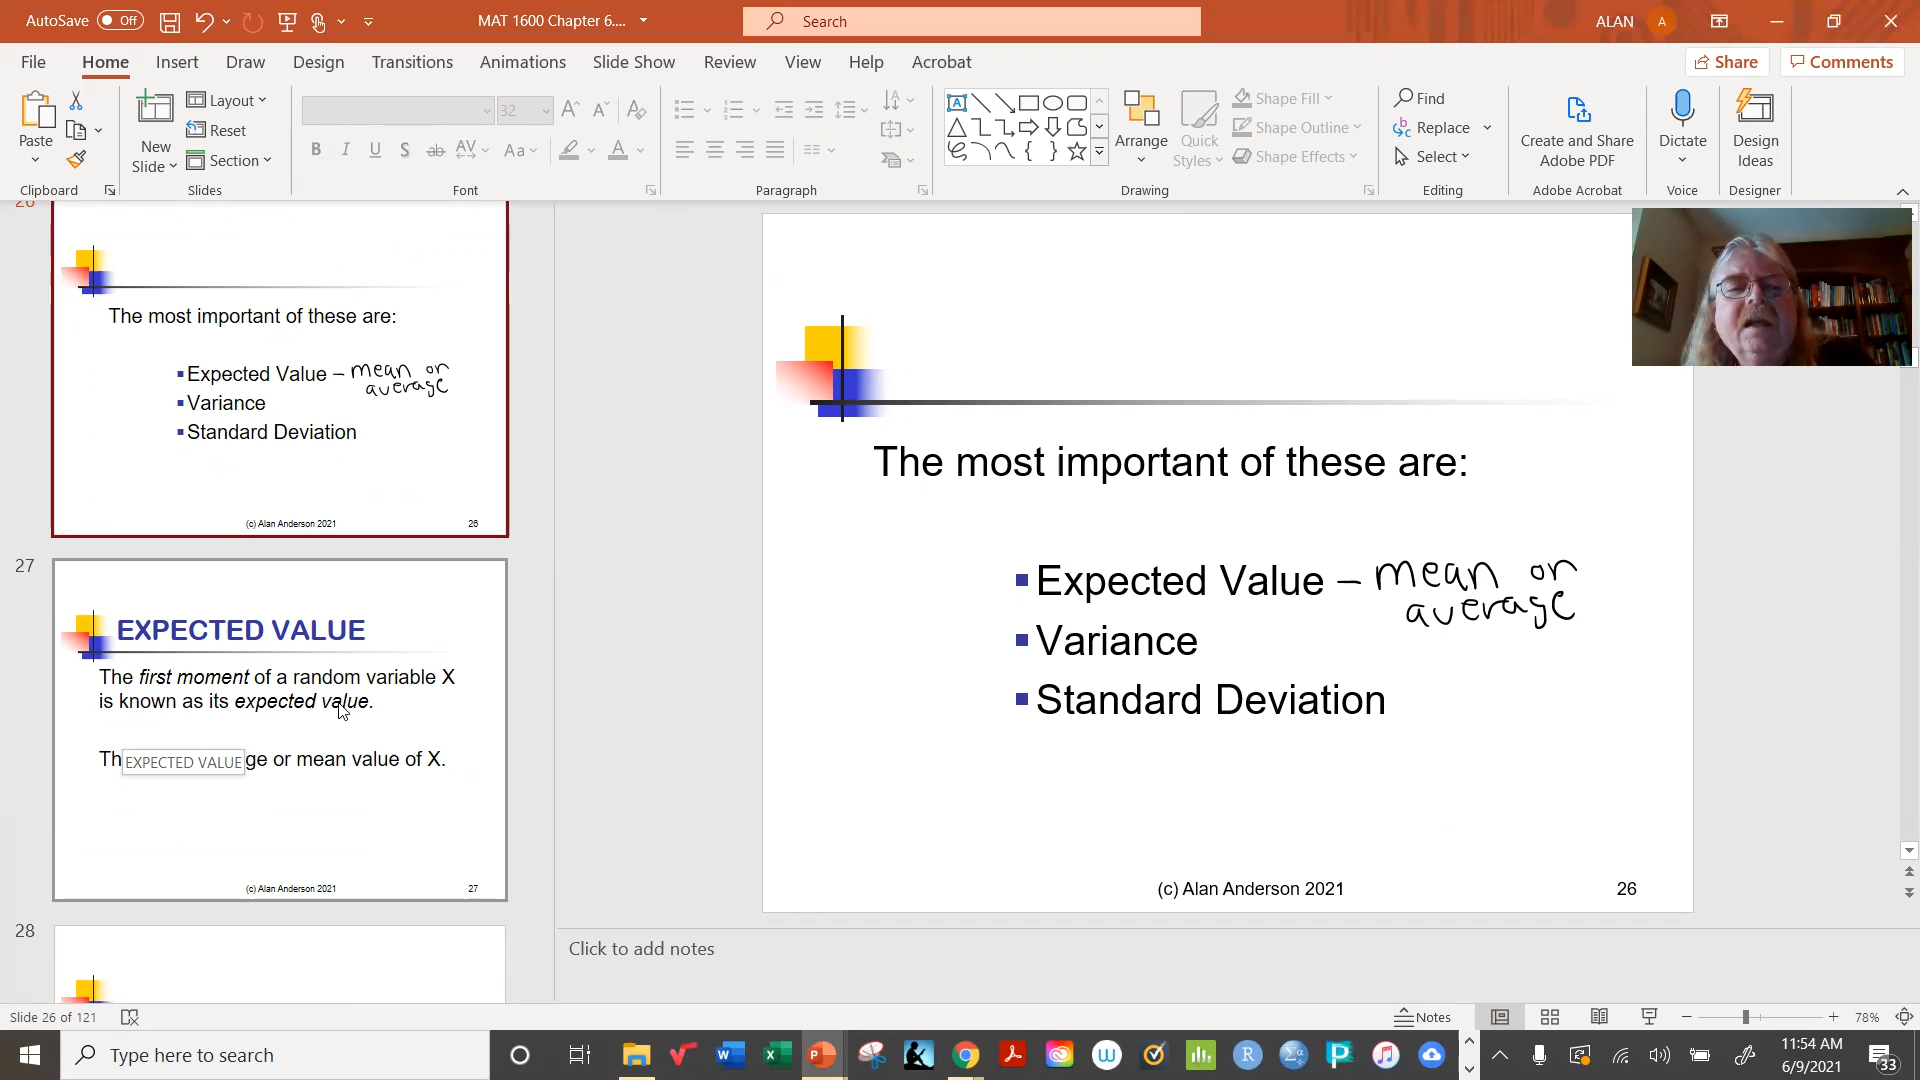 AutoSave Off
MAT 1600 Chapter 6....
Search
ALAN A
File Home Insert Draw Design Transitions Animations Slide Show Review View Help Acrobat
Share Comments
Paste
Clipboard
New Slide
Layout
Reset
Section
Slides
32
B I U S ab AV Aa A
Font
Paragraph
Arrange
Quick Styles
Shape Fill
Shape Outline
Shape Effects
Drawing
Find
Replace
Select
Editing
Create and Share Adobe PDF
Adobe Acrobat
Dictate
Voice
Design Ideas
Designer
26
The most important of these are:
Expected Value – mean or
average
Variance
Standard Deviation
(c) Alan Anderson 2021 26
27
EXPECTED VALUE
The first moment of a random variable X
is known as its expected value.
Th
EXPECTED VALUE
ge or mean value of X.
(c) Alan Anderson 2021 27
28
The most important of these are:
Expected Value – mean or
average
Variance
Standard Deviation
(c) Alan Anderson 2021 26
Click to add notes
Slide 26 of 121
Notes
78%
Type here to search
11:54 AM
6/9/2021
33